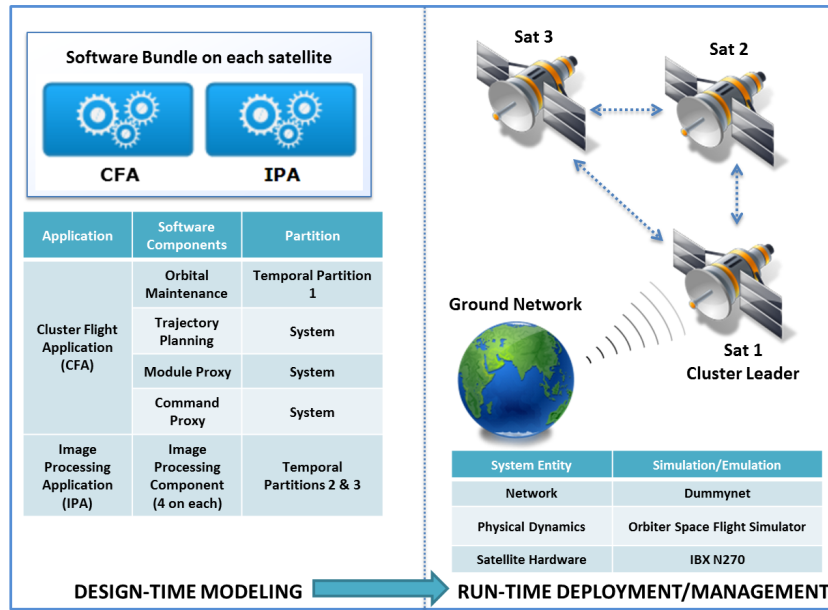 Software Bundle on each satellite
CFA
IPA
Application
Software
Components
Partition
Cluster Flight
Application
(CFA)
Orbital
Maintenance
Temporal Partition
1
Trajectory
Planning
System
Module Proxy
System
Command
Proxy
System
Image
Processing
Application
(IPA)
Image
Processing
Component
(4 on each)
Temporal
Partitions 2 & 3
DESIGN-TIME MODELING
Sat 3
Sat 2
Ground Network
Sat 1
Cluster Leader
System Entity
Simulation/Emulation
Network
Dummynet
Physical Dynamics
Orbiter Space Flight Simulator
Satellite Hardware
IBX N270
RUN-TIME DEPLOYMENT/MANAGEMENT